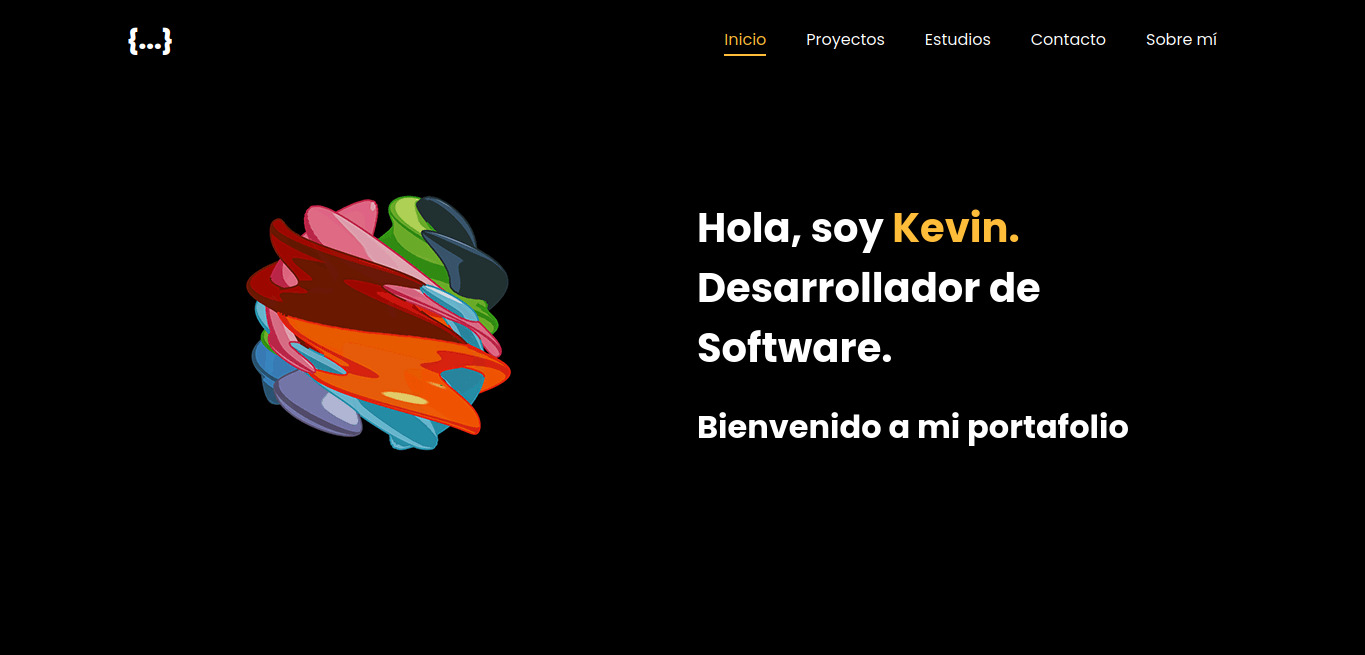 {...}
Inicio Proyectos Estudios Contacto Sobre mí
Hola, soy Kevin.
Desarrollador de
Software.
Bienvenido a mi portafolio